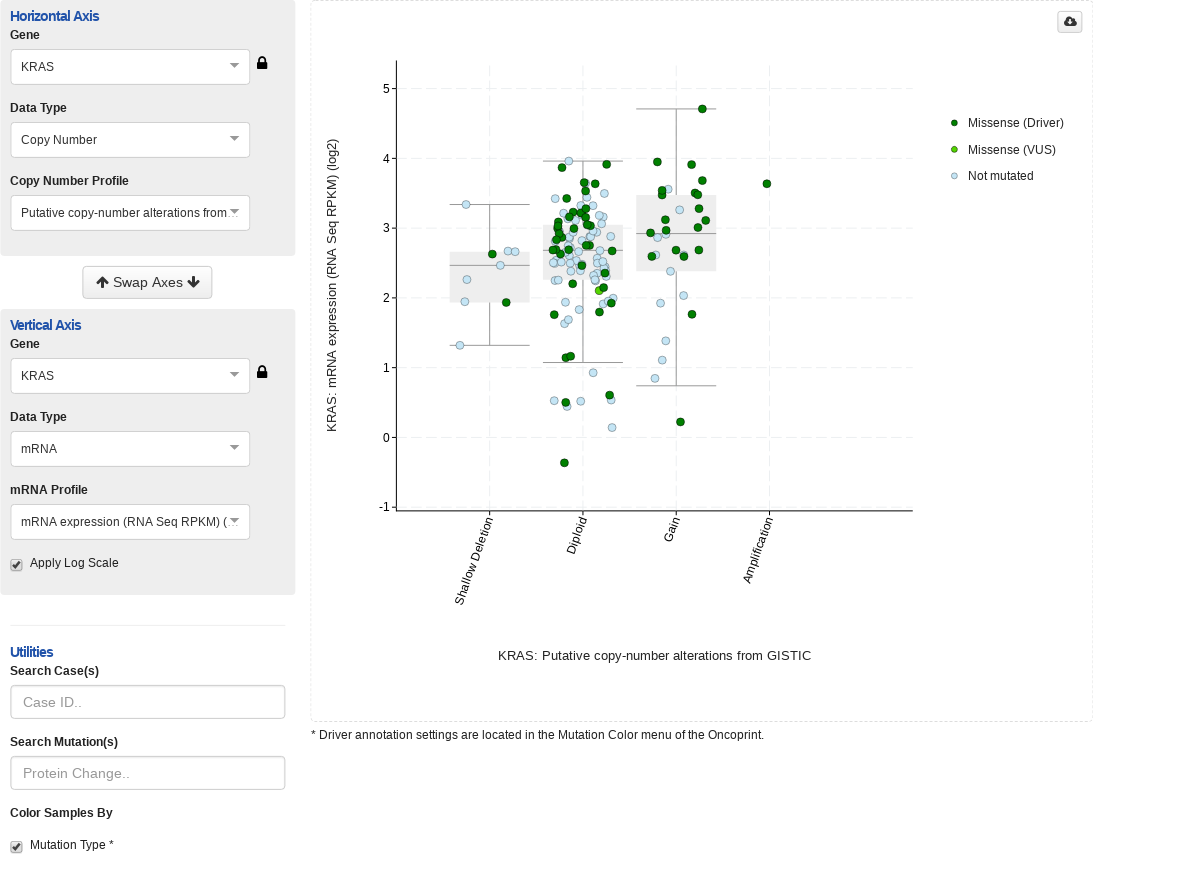 Horizontal Axis
Gene
KRAS
Data Type
Copy Number
Copy Number Profile
Putative copy-number alterations from...
Swap Axes
Vertical Axis
Gene
KRAS
Data Type
mRNA
mRNA Profile
mRNA expression (RNA Seq RPKM) (...
Apply Log Scale
Utilities
Search Case(s)
Case ID..
Search Mutation(s)
Protein Change..
Color Samples By
Mutation Type *
KRAS: mRNA expression (RNA Seq RPKM) (log2)
5
4
3
2
1
0
-1
Shallow Deletion
Diploid
Gain
Amplification
KRAS: Putative copy-number alterations from GISTIC
Missense (Driver)
Missense (VUS)
Not mutated
* Driver annotation settings are located in the Mutation Color menu of the Oncoprint.